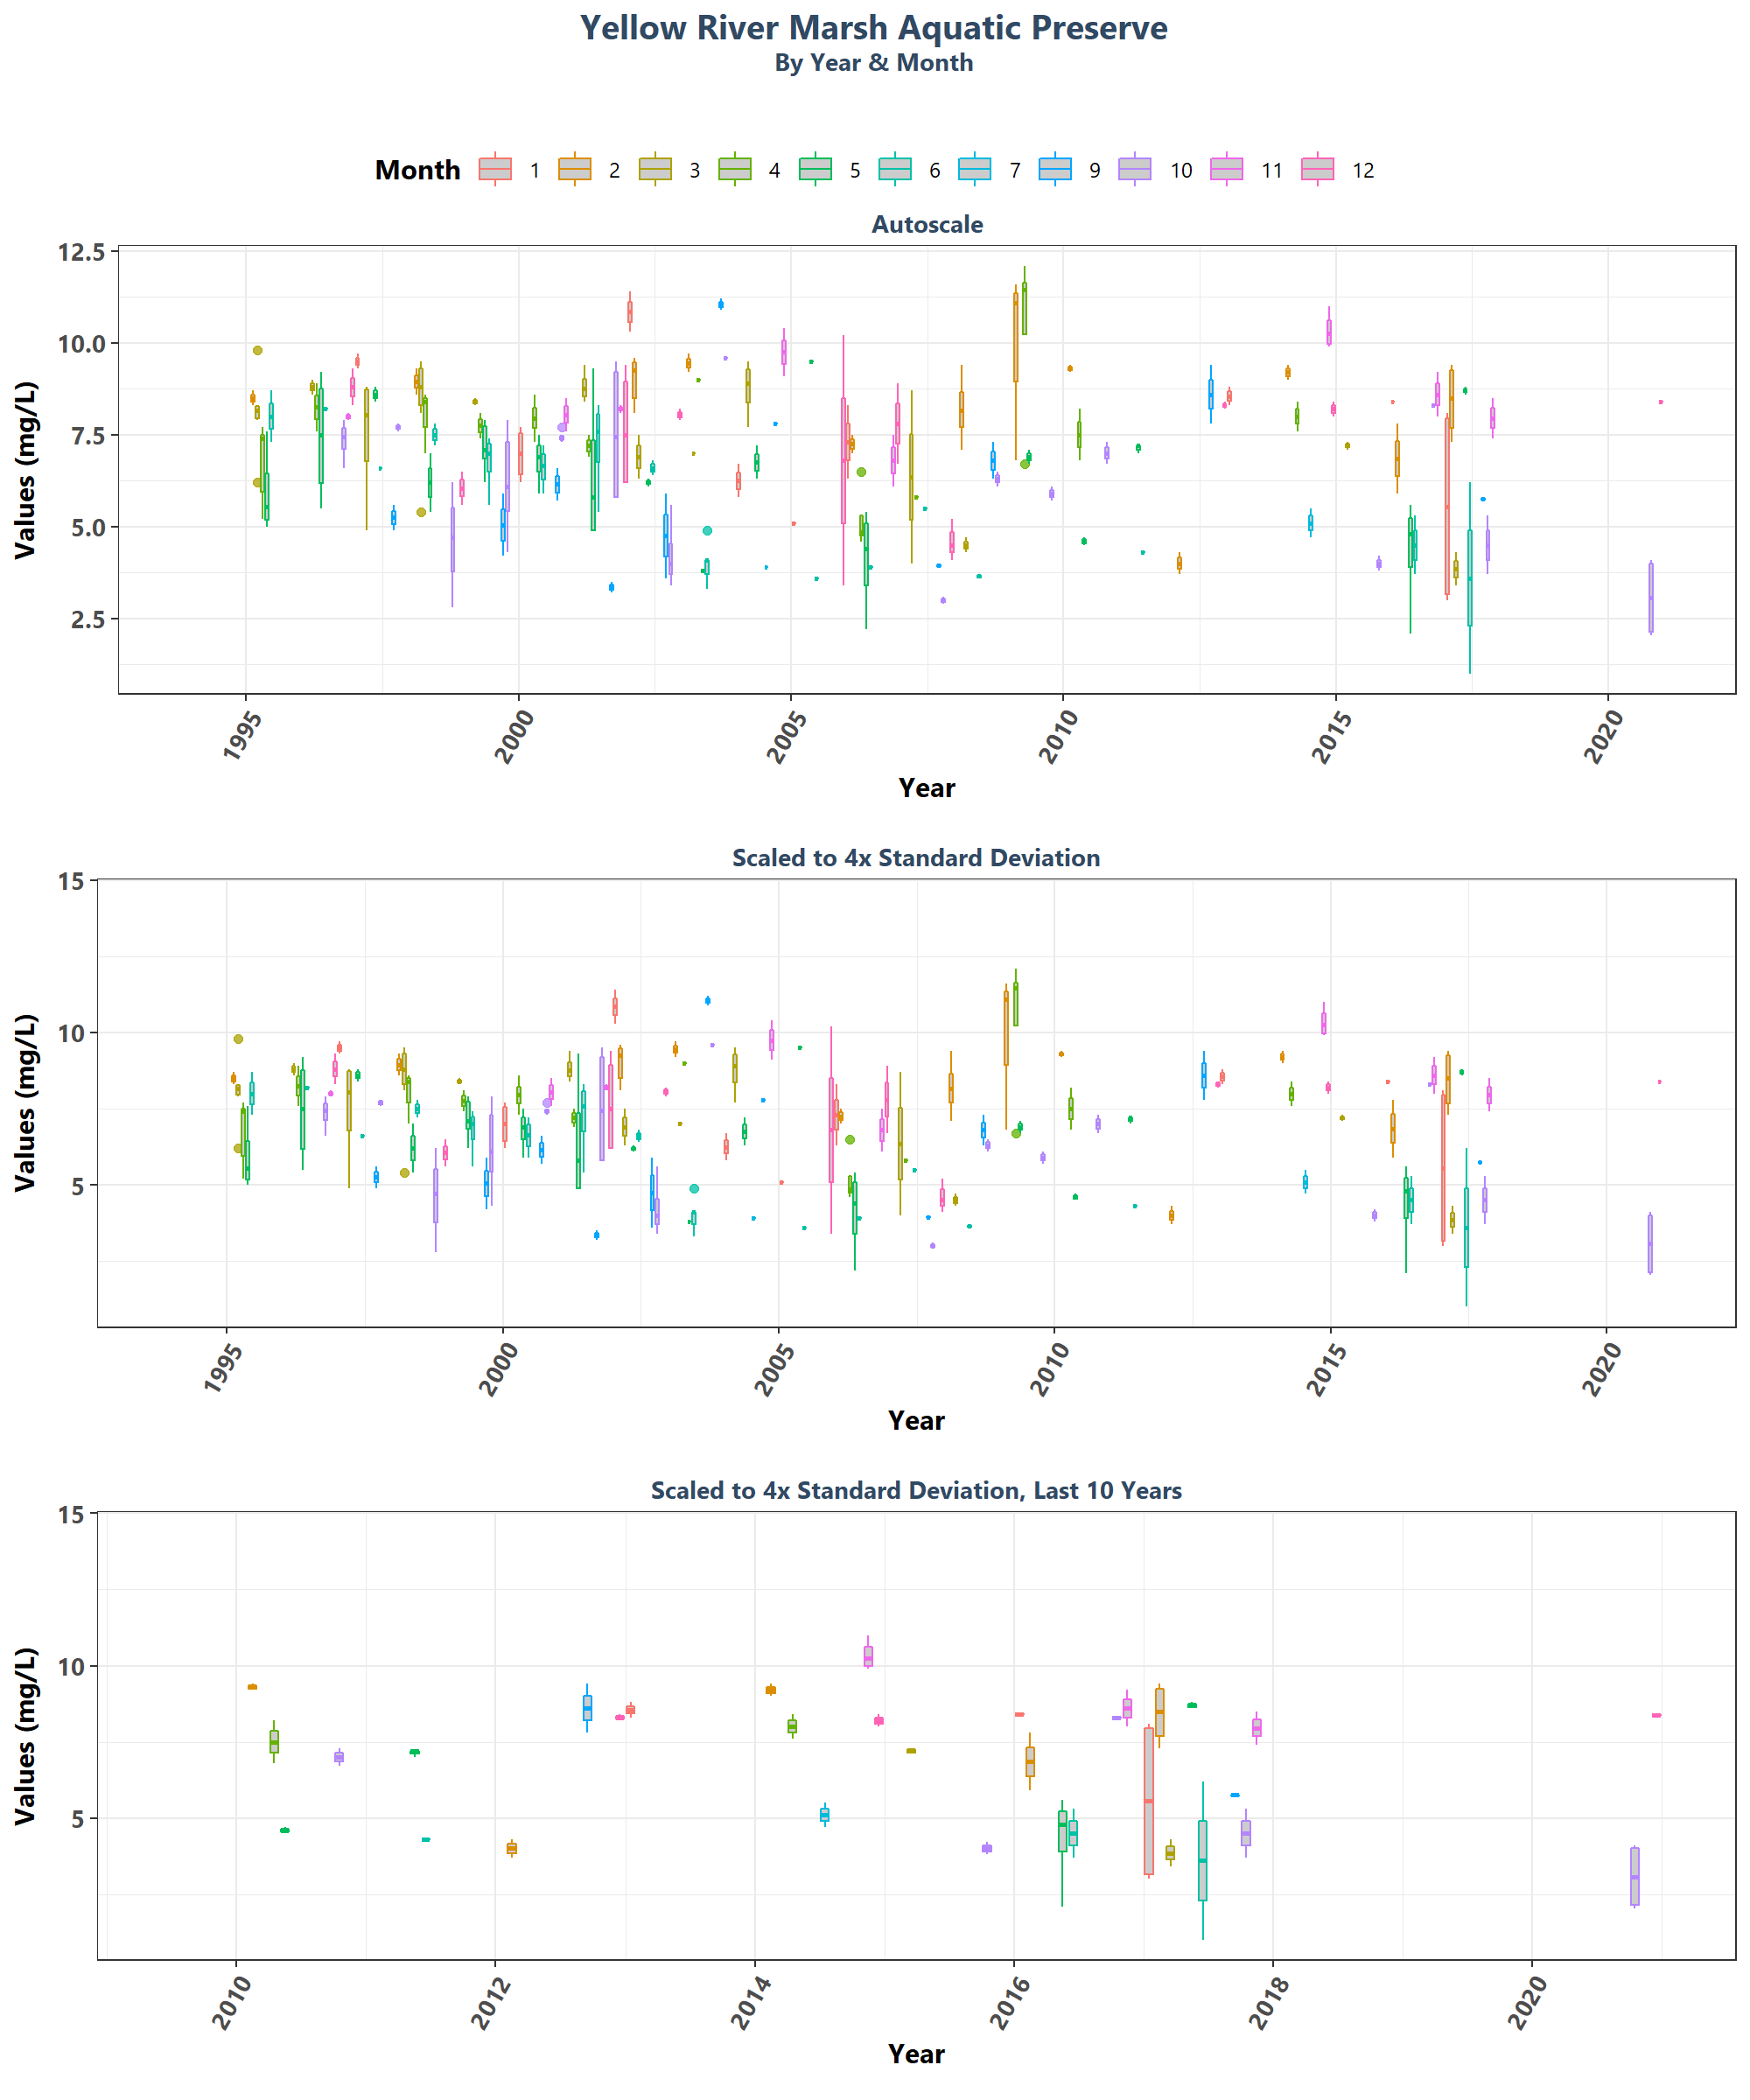 Yellow River Marsh Aquatic Preserve
By Year & Month
Month 1 2 3 4 5 6 7 9 10 11 12
Autoscale
Values (mg/L)
12.5
10.0
7.5
5.0
2.5
1995 2000 2005 2010 2015 2020
Year
Scaled to 4x Standard Deviation
Values (mg/L)
15
10
5
1995 2000 2005 2010 2015 2020
Year
Scaled to 4x Standard Deviation, Last 10 Years
Values (mg/L)
15
10
5
2010 2012 2014 2016 2018 2020
Year